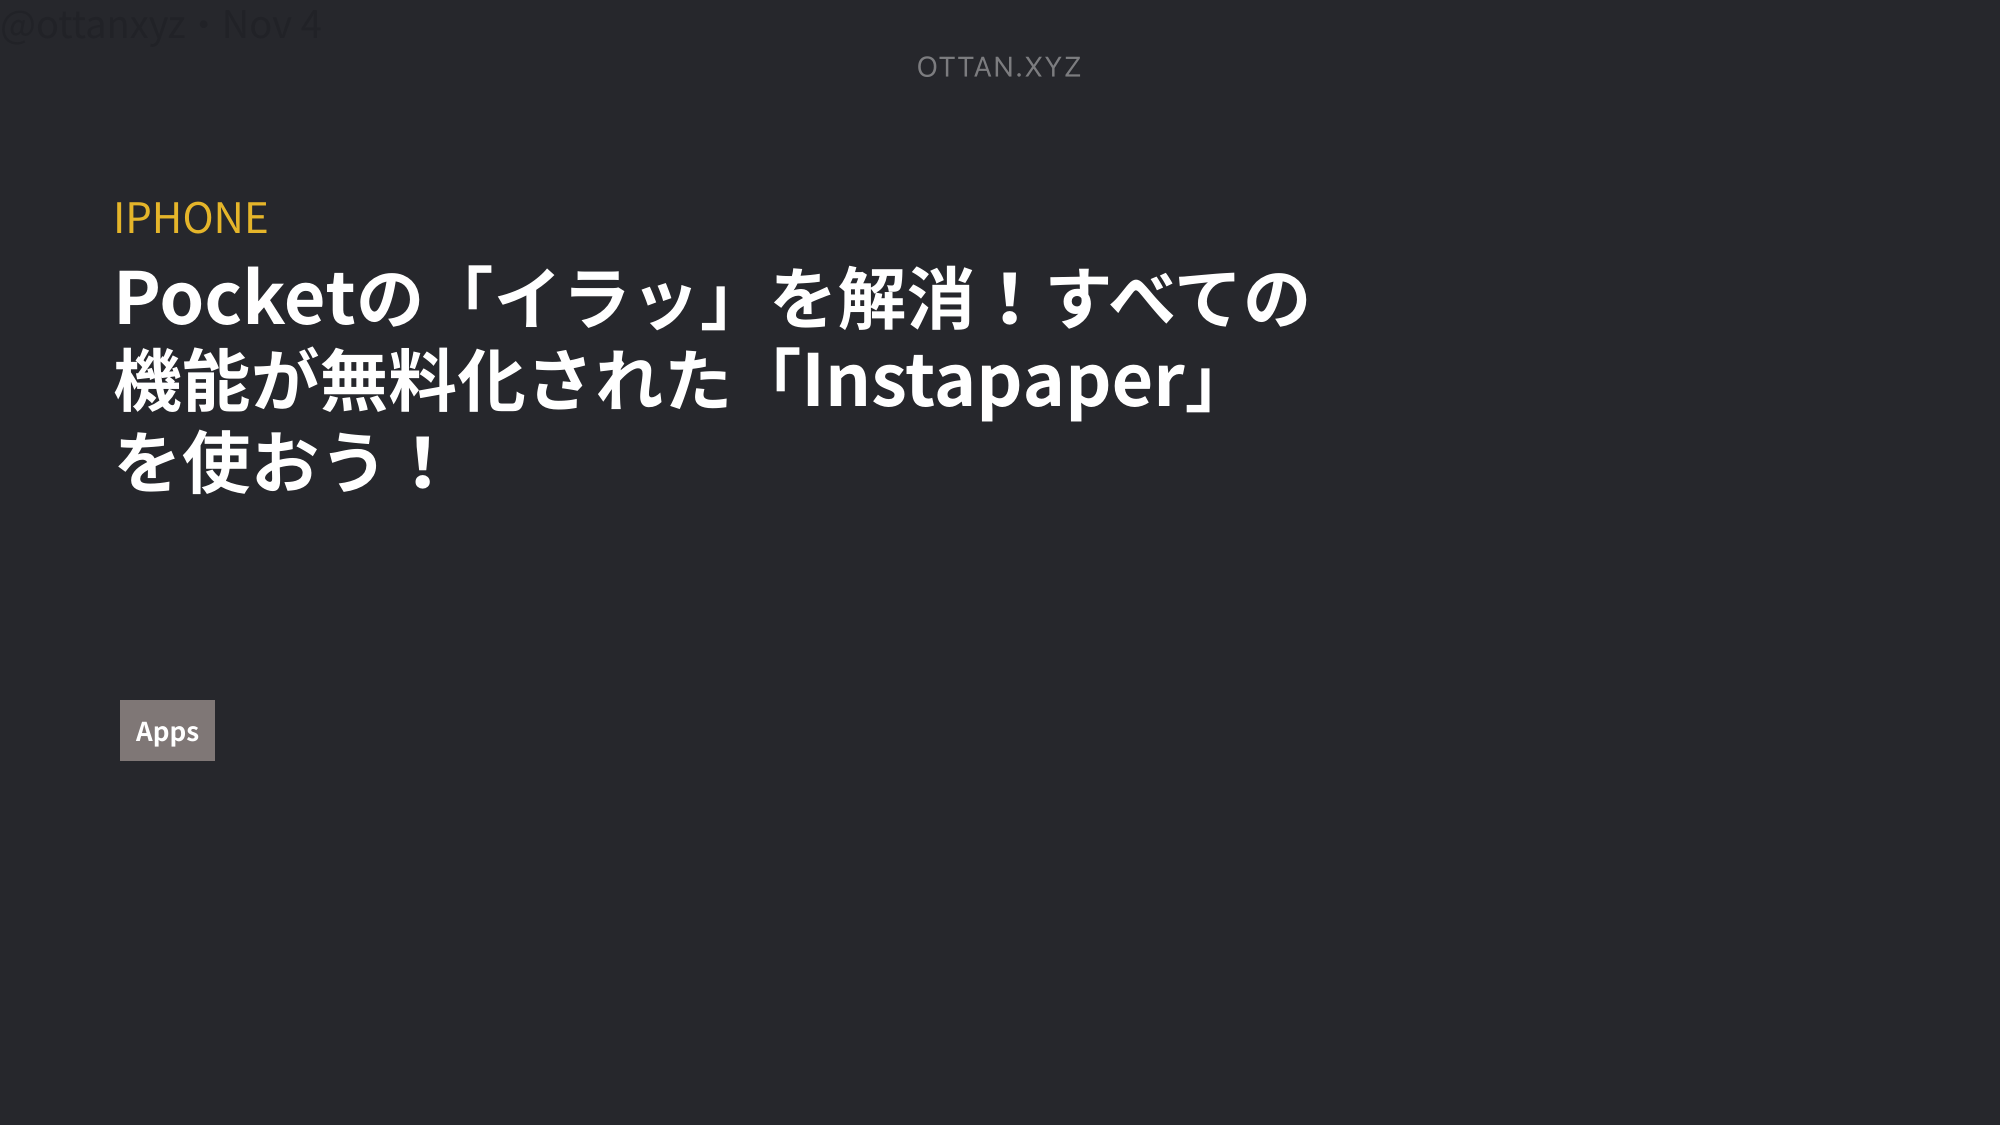 @ottanxyz・Nov 4
OTTAN.XYZ
IPHONE
Pocketの「イラッ」を解消！すべての
機能が無料化された「Instapaper」
を使おう！
Apps